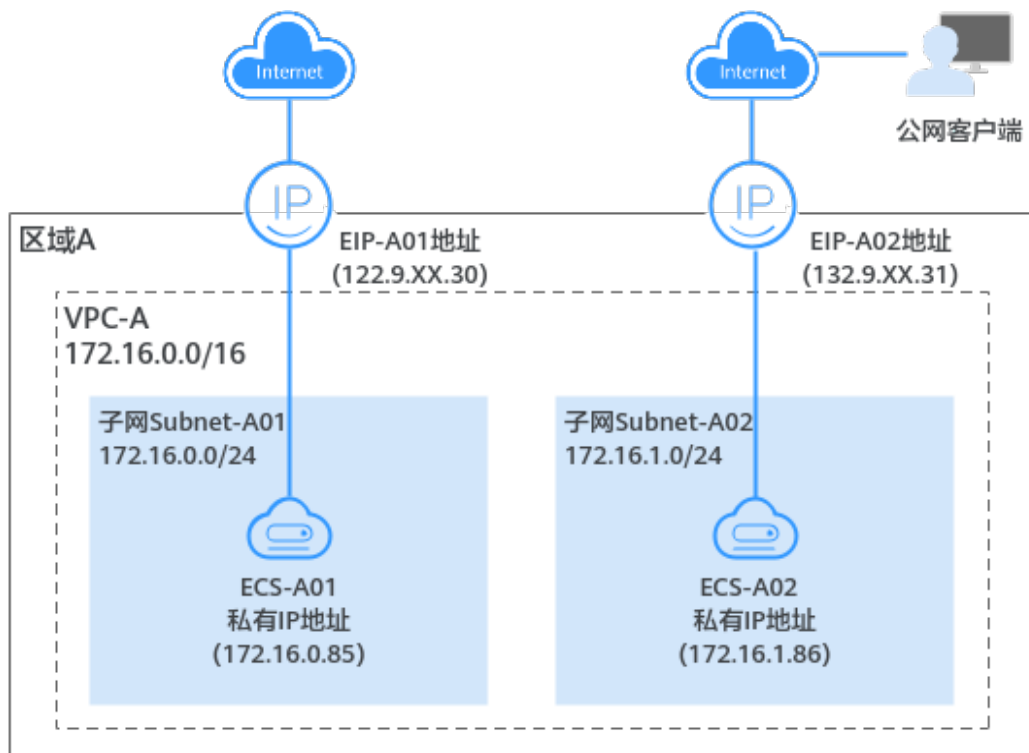 Internet
Internet
公网客户端
区域A
EIP-A01地址
(122.9.XX.30)
EIP-A02地址
(132.9.XX.31)
VPC-A
172.16.0.0/16
子网Subnet-A01
172.16.0.0/24
子网Subnet-A02
172.16.1.0/24
ECS-A01
私有IP地址
(172.16.0.85)
ECS-A02
私有IP地址
(172.16.1.86)
IP
IP